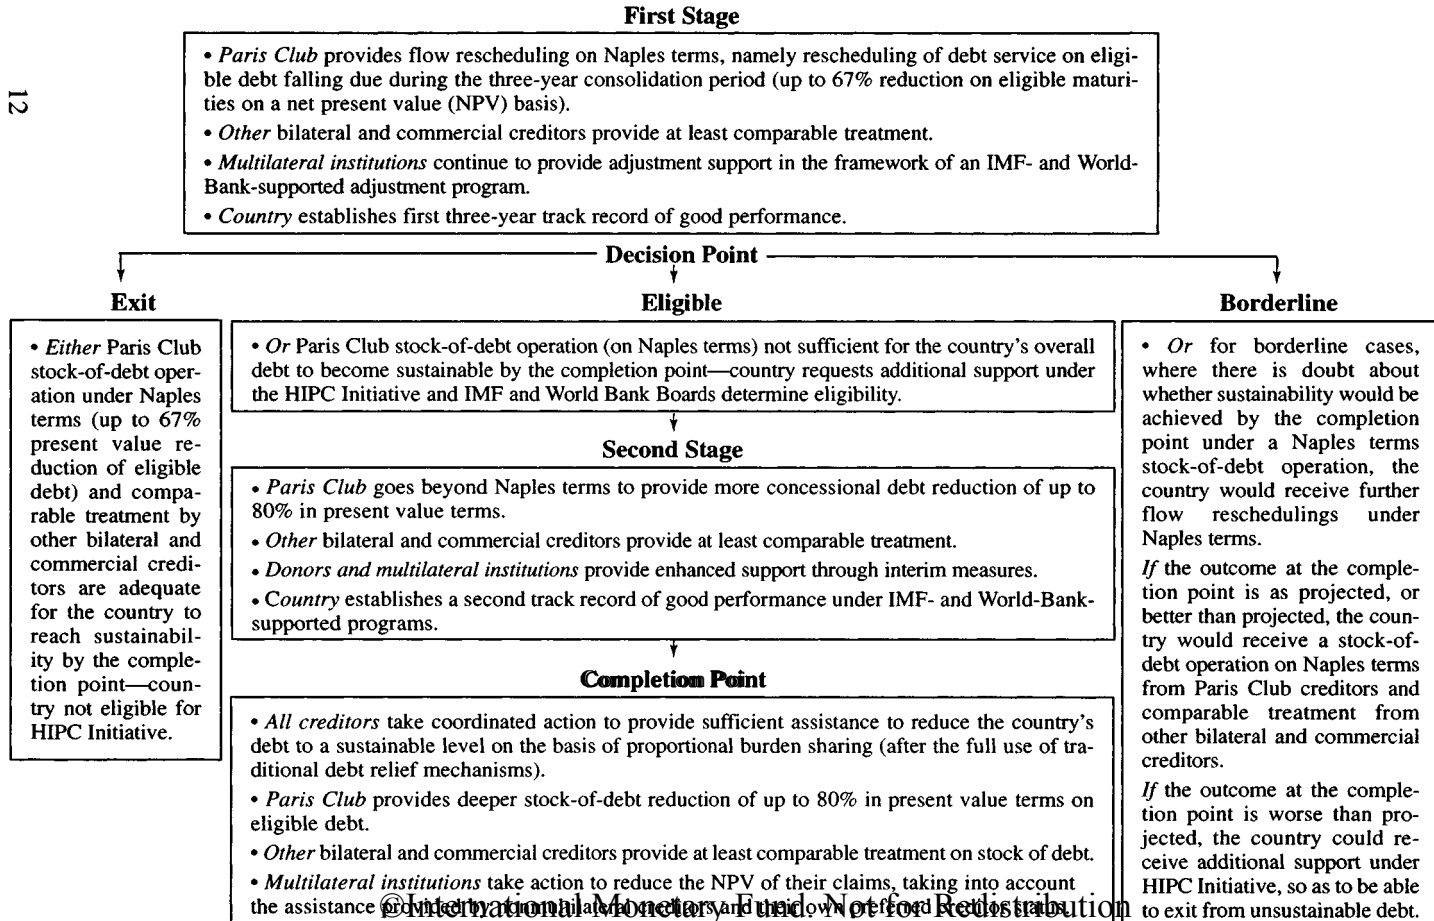 12
First Stage
• Paris Club provides flow rescheduling on Naples terms, namely rescheduling of debt service on eligi-
ble debt falling due during the three-year consolidation period (up to 67% reduction on eligible maturi-
ties on a net present value (NPV) basis).
• Other bilateral and commercial creditors provide at least comparable treatment.
• Multilateral institutions continue to provide adjustment support in the framework of an IMF- and World-
Bank-supported adjustment program.
• Country establishes first three-year track record of good performance.
Decision Point
Exit
• Either Paris Club
stock-of-debt oper-
ation under Naples
terms (up to 67%
present value re-
duction of eligible
debt) and compa-
rable treatment by
other bilateral and
commercial credi-
tors are adequate
for the country to
reach sustainabil-
ity by the comple-
tion point—coun-
try not eligible for
HIPC Initiative.
Eligible
• Or Paris Club stock-of-debt operation (on Naples terms) not sufficient for the country's overall
debt to become sustainable by the completion point—country requests additional support under
the HIPC Initiative and IMF and World Bank Boards determine eligibility.
Second Stage
• Paris Club goes beyond Naples terms to provide more concessional debt reduction of up to
80% in present value terms.
• Other bilateral and commercial creditors provide at least comparable treatment.
• Donors and multilateral institutions provide enhanced support through interim measures.
• Country establishes a second track record of good performance under IMF- and World-Bank-
supported programs.
Completion Point
• All creditors take coordinated action to provide sufficient assistance to reduce the country's
debt to a sustainable level on the basis of proportional burden sharing (after the full use of tra-
ditional debt relief mechanisms).
• Paris Club provides deeper stock-of-debt reduction of up to 80% in present value terms on
eligible debt.
• Other bilateral and commercial creditors provide at least comparable treatment on stock of debt.
• Multilateral institutions take action to reduce the NPV of their claims, taking into account
the assistance provided by nonmultilateral creditors and their own preferred creditor status.
Borderline
• Or for borderline cases,
where there is doubt about
whether sustainability would be
achieved by the completion
point under a Naples terms
stock-of-debt operation, the
country would receive further
flow reschedulings under
Naples terms.
If the outcome at the comple-
tion point is as projected, or
better than projected, the coun-
try would receive a stock-of-
debt operation on Naples terms
from Paris Club creditors and
comparable treatment from
other bilateral and commercial
creditors.
If the outcome at the comple-
tion point is worse than pro-
jected, the country could re-
ceive additional support under
HIPC Initiative, so as to be able
to exit from unsustainable debt.
©International Monetary Fund. Not for Redistribution